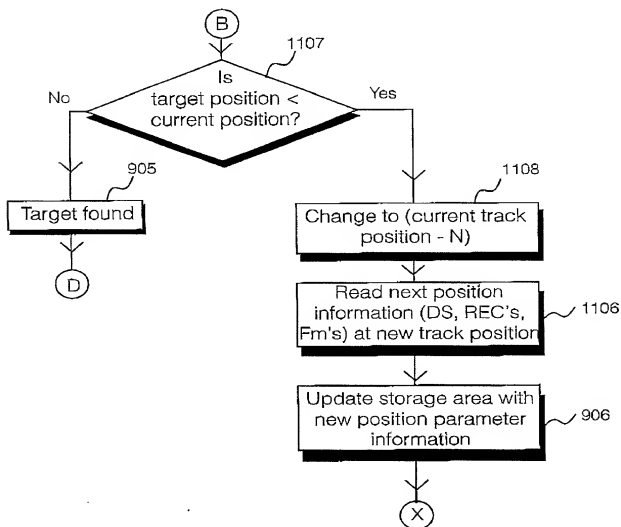 B
1107
Is
target position <
current position?
No
Yes
905
Target found
D
1108
Change to (current track
position - N)
Read next position
information (DS, REC's,
Fm's) at new track position
1106
Update storage area with
new position parameter
information
906
X